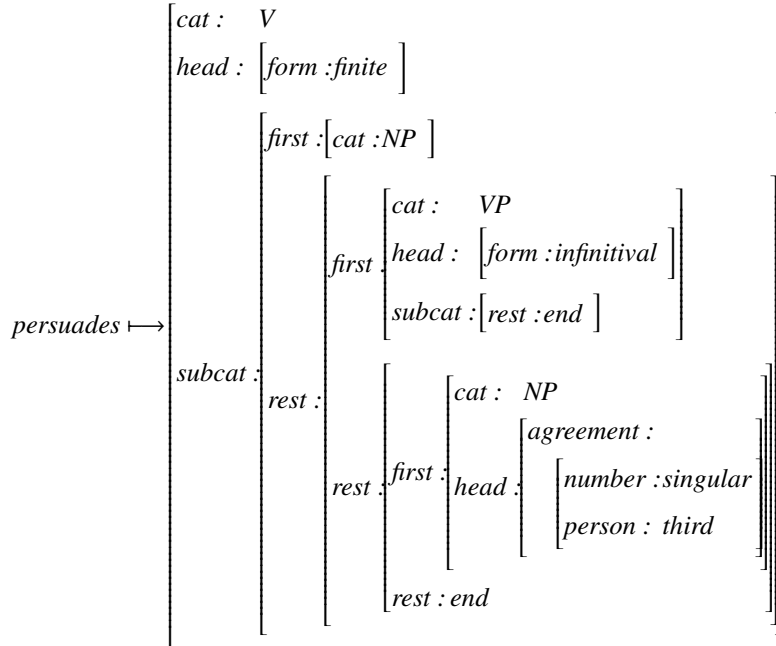 cat : V
head : [form : finite ]
first : [cat : NP ]
cat : VP
head : [form : infinitival ]
first :
subcat : [rest : end ]
persuades ⟼
subcat :
rest :
cat : NP
agreement :
first :
head :
rest :
[number : singular
person : third ]
rest : end